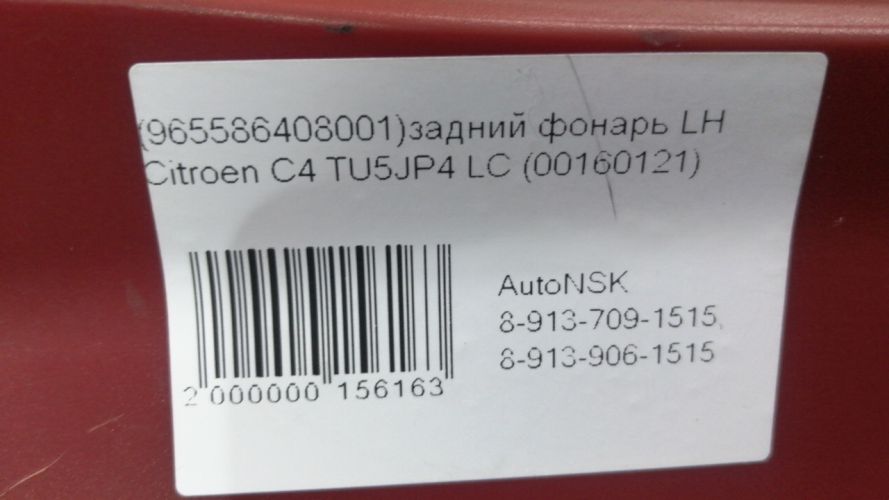 (965586408001)задний фонарь LH
Citroen C4 TU5JP4 LC (00160121)
AutoNSK
8-913-709-1515,
8-913-906-1515
2 000000 156163